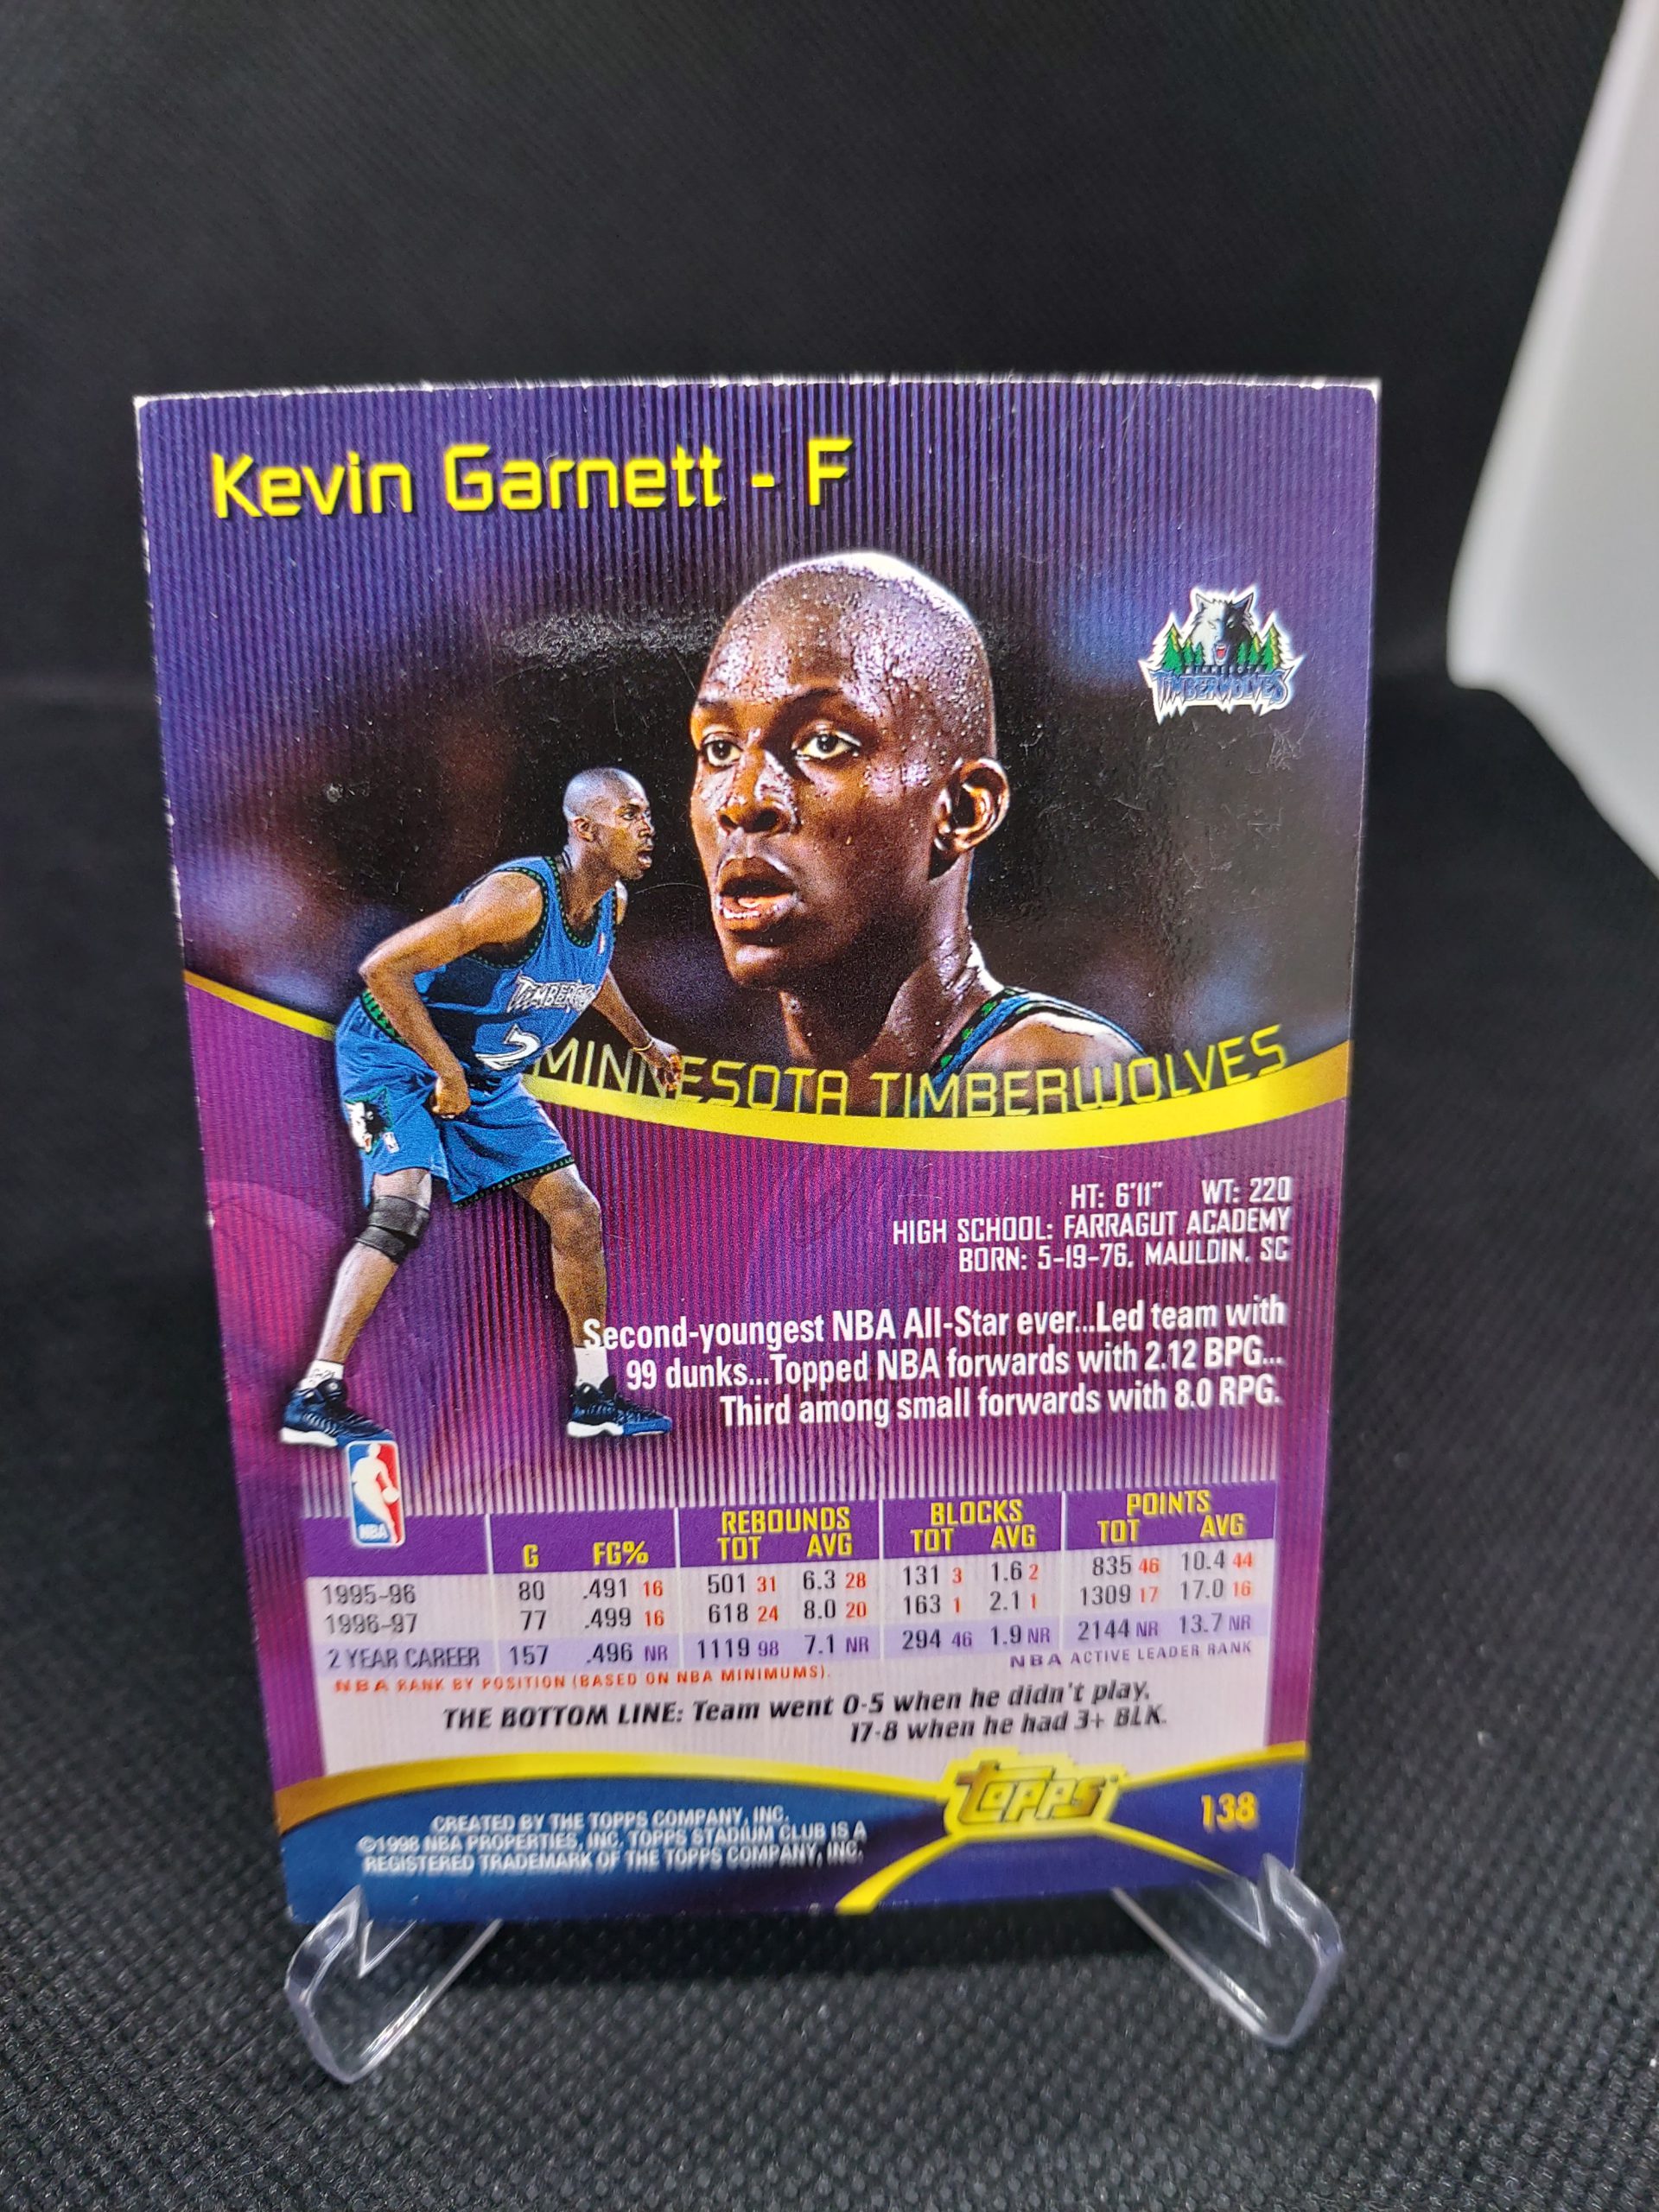 Kevin Garnett - F
MINNESOTA
TIMBERWOLVES
TIMBERWOLVES
2
MINNESOTA TIMBERWOLVES
HT: 6'11" WT: 220
HIGH SCHOOL: FARRAGUT ACADEMY
BORN: 5-19-76, MAULDIN, SC
Second-youngest NBA All-Star ever...Led team with
99 dunks...Topped NBA forwards with 2.12 BPG...
Third among small forwards with 8.0 RPG.
NBA
REBOUNDS BLOCKS POINTS
G FG% TOT AVG TOT AVG TOT AVG
1995-96 80 .491 16 501 31 6.3 28 131 3 1.6 2 835 46 10.4 44
1996-97 77 .499 16 618 24 8.0 20 163 1 2.1 1 1309 17 17.0 16
2 YEAR CAREER 157 .496 NR 1119 98 7.1 NR 294 46 1.9 NR 2144 NR 13.7 NR
NBA RANK BY POSITION (BASED ON NBA MINIMUMS). NBA ACTIVE LEADER RANK
THE BOTTOM LINE: Team went 0-5 when he didn't play,
17-8 when he had 3+ BLK.
TOPPS
138
CREATED BY THE TOPPS COMPANY, INC.
©1998 NBA PROPERTIES, INC. TOPPS STADIUM CLUB IS A
REGISTERED TRADEMARK OF THE TOPPS COMPANY, INC.